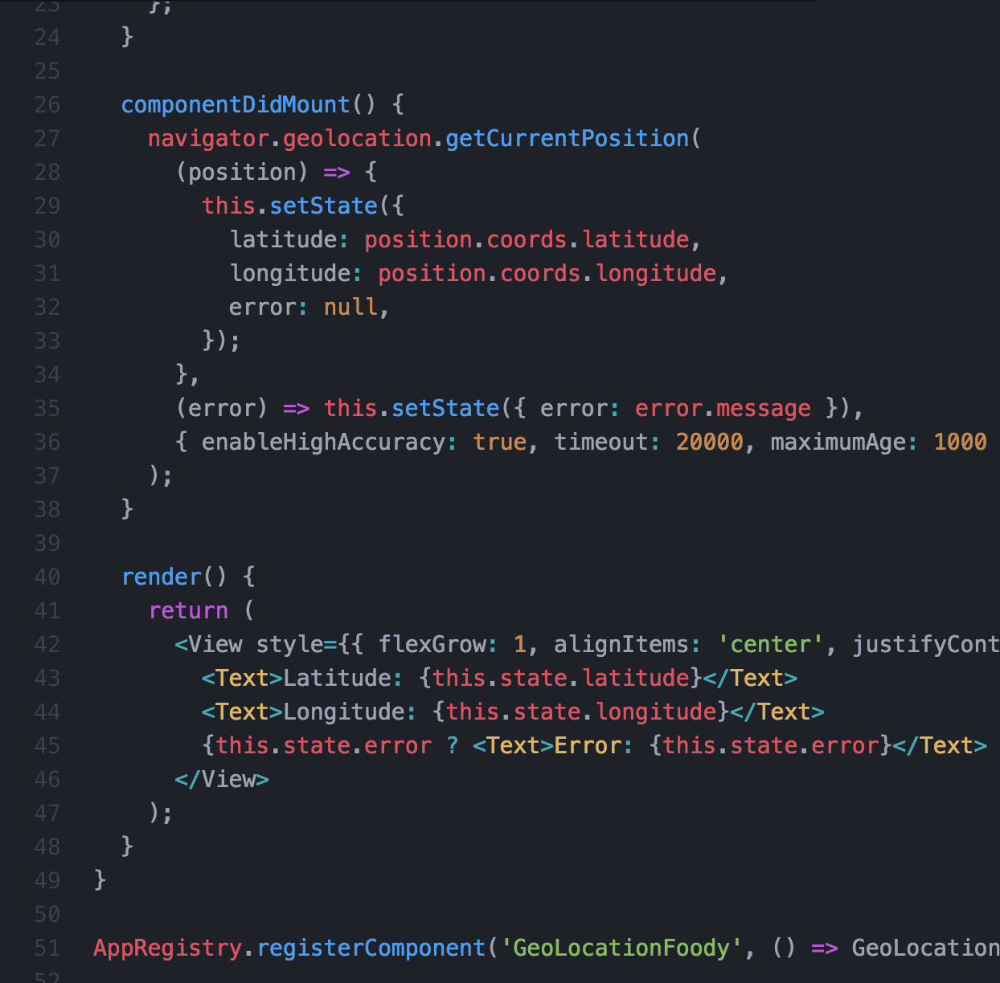 23 };
24 }
25
26 componentDidMount() {
27 navigator.geolocation.getCurrentPosition(
28 (position) => {
29 this.setState({
30 latitude: position.coords.latitude,
31 longitude: position.coords.longitude,
32 error: null,
33 });
34 },
35 (error) => this.setState({ error: error.message }),
36 { enableHighAccuracy: true, timeout: 20000, maximumAge: 1000
37 );
38 }
39
40 render() {
41 return (
42 <View style={{ flexGrow: 1, alignItems: 'center', justifyCont
43 <Text>Latitude: {this.state.latitude}</Text>
44 <Text>Longitude: {this.state.longitude}</Text>
45 {this.state.error ? <Text>Error: {this.state.error}</Text>
46 </View>
47 );
48 }
49 }
50
51 AppRegistry.registerComponent('GeoLocationFoody', () => GeoLocation
52